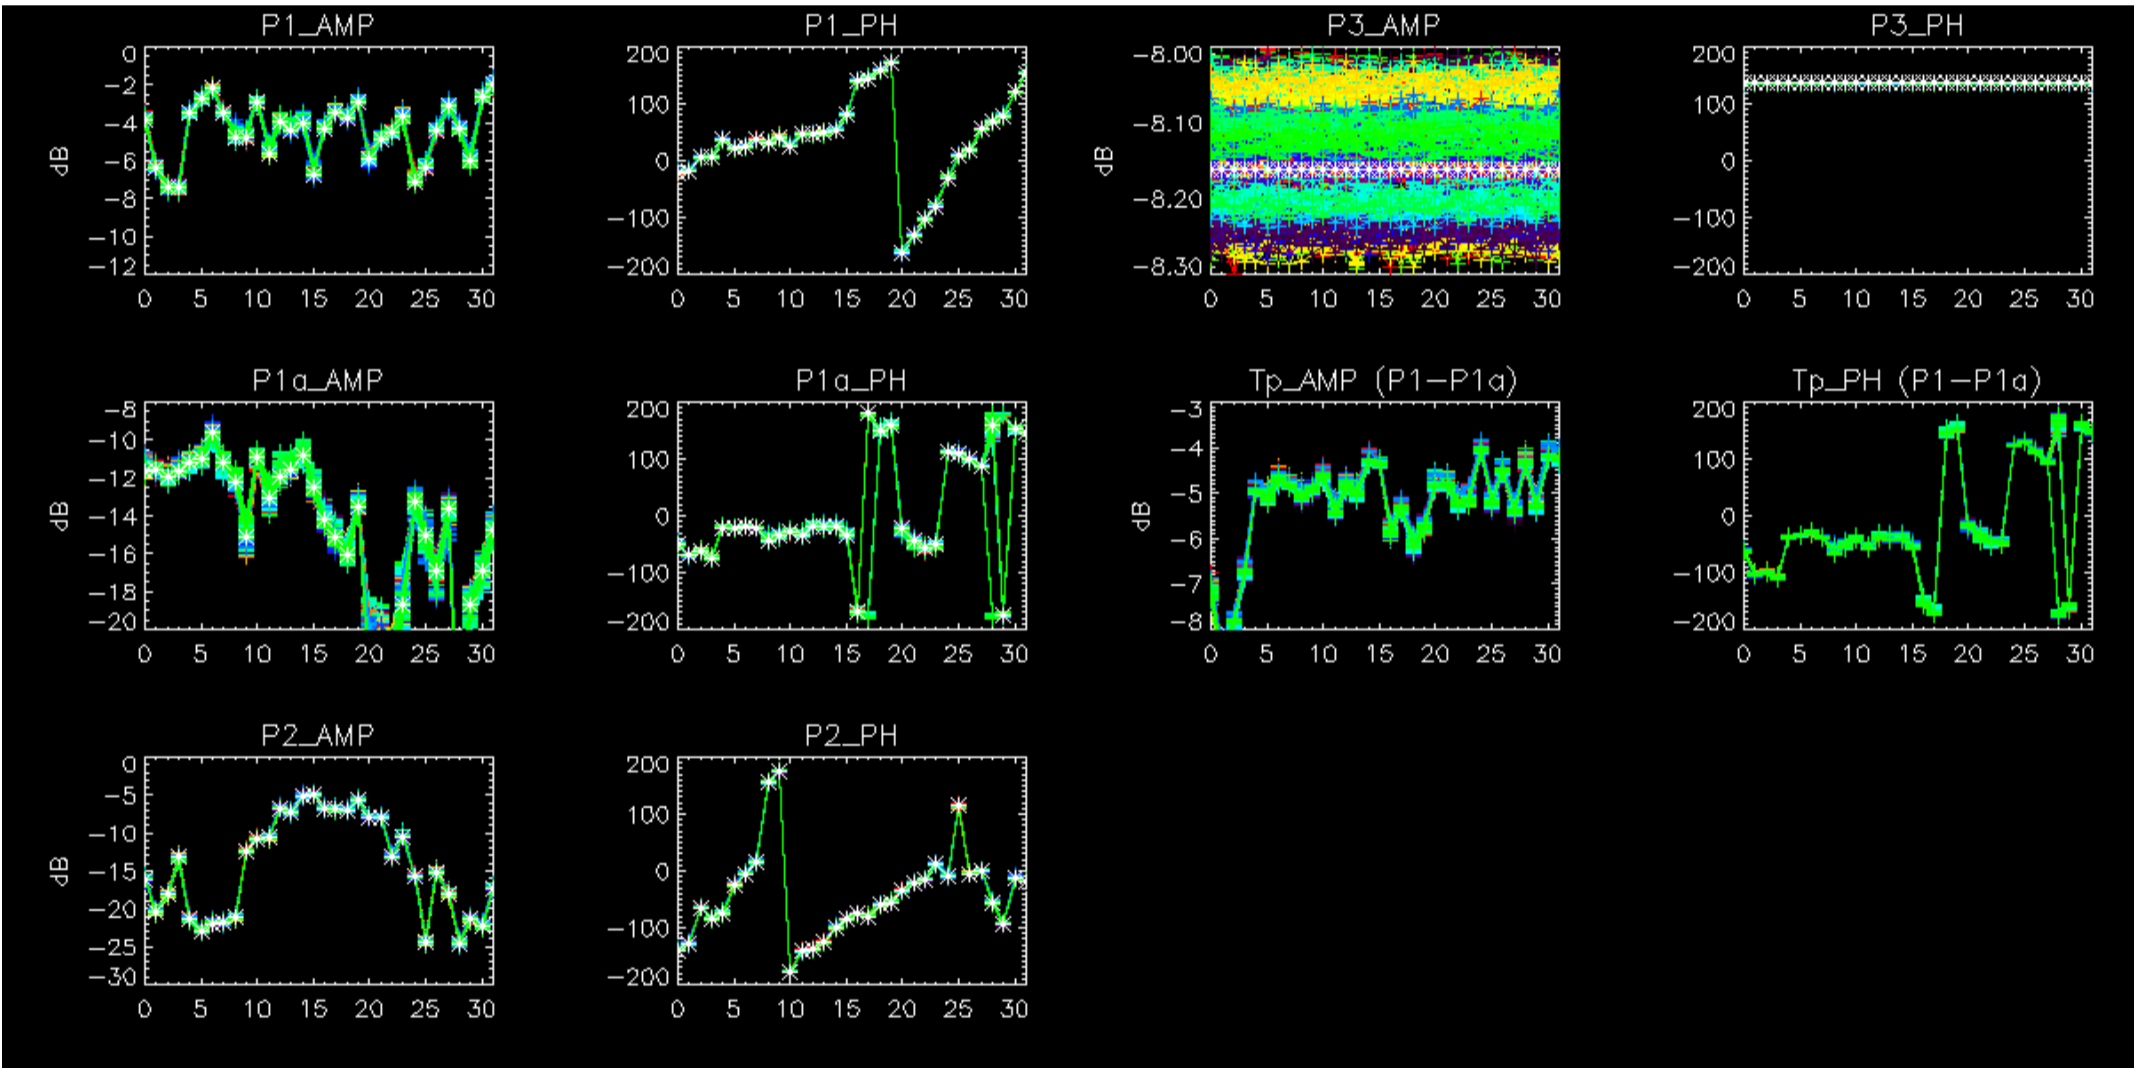 P1_AMP
P1_PH
P3_AMP
P3_PH
0
−2
−4
−6
−8
−10
−12
dB
0 5 10 15 20 25 30
200
100
0
−100
−200
0 5 10 15 20 25 30
−8.00
−8.10
−8.20
−8.30
dB
0 5 10 15 20 25 30
200
100
0
−100
−200
0 5 10 15 20 25 30
P1a_AMP
P1a_PH
Tp_AMP (P1−P1a)
Tp_PH (P1−P1a)
−8
−10
−12
−14
−16
−18
−20
dB
0 5 10 15 20 25 30
200
100
0
−100
−200
0 5 10 15 20 25 30
−3
−4
−5
−6
−7
−8
dB
0 5 10 15 20 25 30
200
100
0
−100
−200
0 5 10 15 20 25 30
P2_AMP
P2_PH
0
−5
−10
−15
−20
−25
−30
dB
0 5 10 15 20 25 30
200
100
0
−100
−200
0 5 10 15 20 25 30